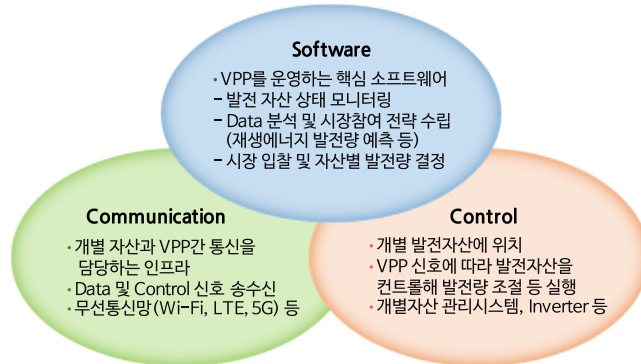 Software
• VPP를 운영하는 핵심 소프트웨어
- 발전 자산 상태 모니터링
- Data 분석 및 시장참여 전략 수립
(재생에너지 발전량 예측 등)
- 시장 입찰 및 자산별 발전량 결정
Communication
• 개별 자산과 VPP간 통신을
담당하는 인프라
• Data 및 Control 신호 송수신
• 무선통신망(Wi-Fi, LTE, 5G) 등
Control
• 개별 발전자산에 위치
• VPP 신호에 따라 발전자산을
컨트롤해 발전량 조절 등 실행
• 개별자산 관리시스템, Inverter 등